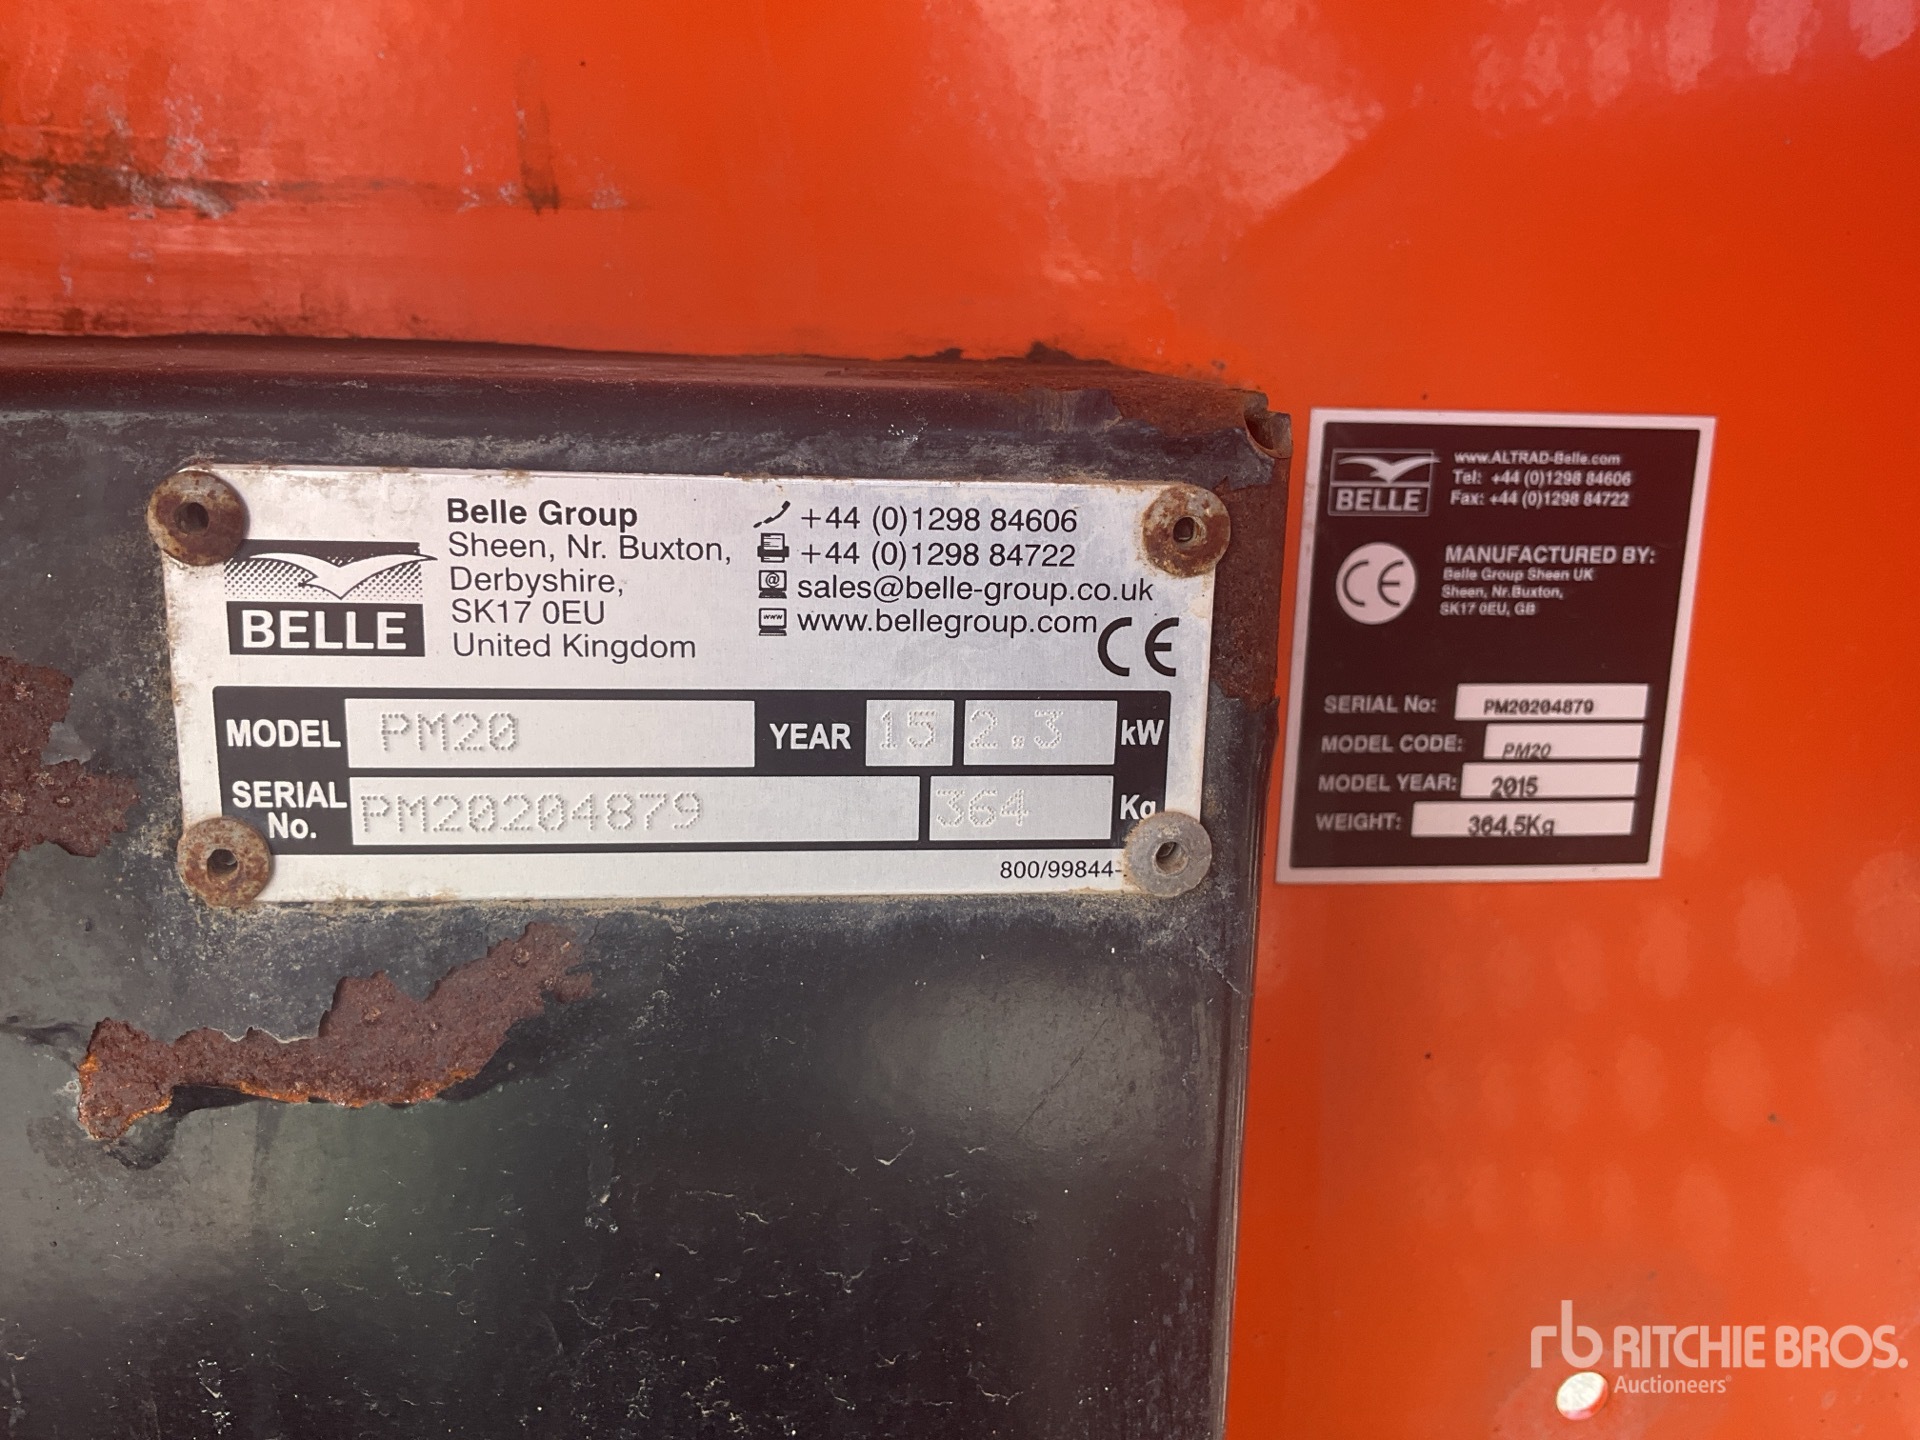 Belle Group
Sheen, Nr. Buxton,
Derbyshire,
SK17 0EU
United Kingdom
+44 (0)1298 84606
+44 (0)1298 84722
@ sales@belle-group.co.uk
www www.bellegroup.com
CE
BELLE
MODEL PM20 YEAR 15 2.3 kW
SERIAL No. PM20204879 364 Kg
800/99844-
BELLE
www.ALTRAD-Belle.com
Tel: +44 (0)1298 84606
Fax: +44 (0)1298 84722
CE
MANUFACTURED BY:
Belle Group Sheen UK
Sheen, Nr. Buxton,
SK17 0EU, GB
SERIAL No: PM20204879
MODEL CODE: PM20
MODEL YEAR: 2015
WEIGHT: 364.5Kg
rb RITCHIE BROS.
Auctioneers